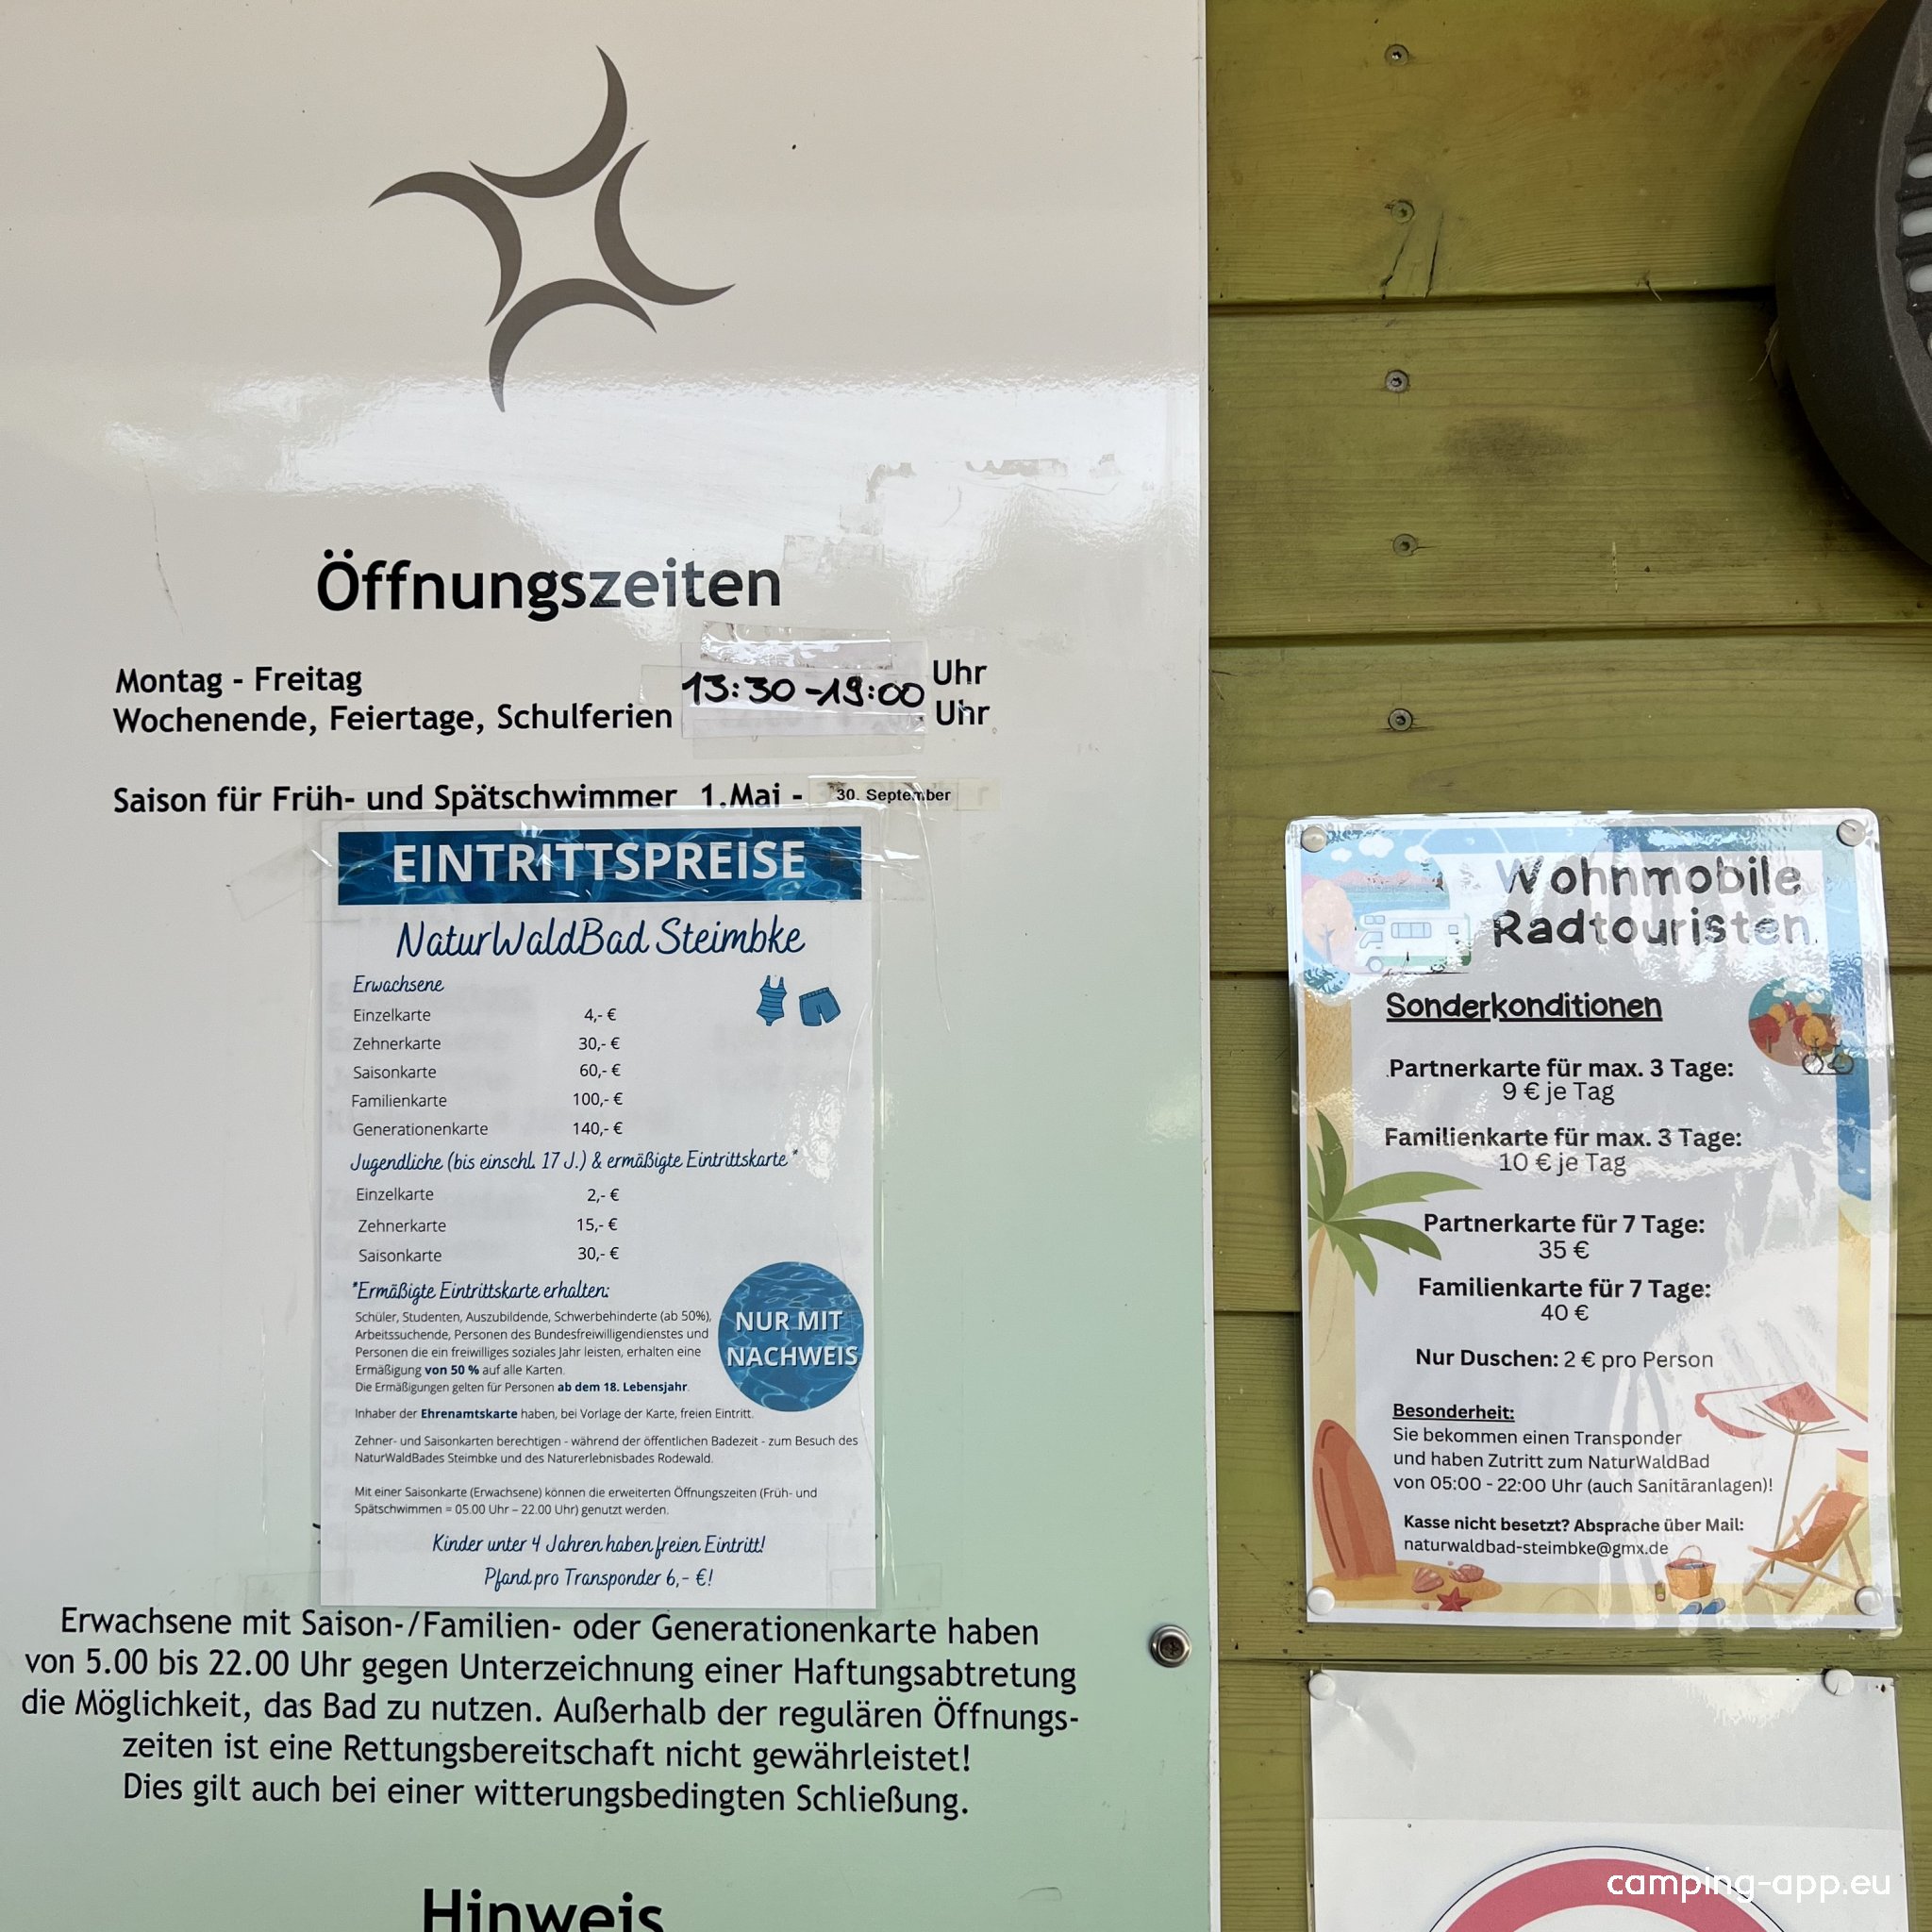 Öffnungszeiten
Montag - Freitag
13:30-19:00
Uhr
Wochenende, Feiertage, Schulferien
Uhr
Saison für Früh- und Spätschwimmer 1.Mai - 30. September
EINTRITTSPREISE
NaturWaldBad Steimbke
Erwachsene
Einzelkarte 4,- €
Zehnerkarte 30,- €
Saisonkarte 60,- €
Familienkarte 100,- €
Generationenkarte 140,- €
Jugendliche (bis einschl. 17 J.) & ermäßigte Eintrittskarte*
Einzelkarte 2,- €
Zehnerkarte 15,- €
Saisonkarte 30,- €
*Ermäßigte Eintrittskarte erhalten:
Schüler, Studenten, Auszubildende, Schwerbehinderte (ab 50%),
Arbeitssuchende, Personen des Bundesfreiwilligendienstes und
Personen die ein freiwilliges soziales Jahr leisten, erhalten eine
Ermäßigung von 50 % auf alle Karten.
Die Ermäßigungen gelten für Personen ab dem 18. Lebensjahr.
NUR MIT
NACHWEIS
Inhaber der Ehrenamtskarte haben, bei Vorlage der Karte, freien Eintritt.
Zehner- und Saisonkarten berechtigen - während der öffentlichen Badezeit - zum Besuch des
NaturWaldBades Steimbke und des Naturerlebnisbades Rodewald.
Mit einer Saisonkarte (Erwachsene) können die erweiterten Öffnungszeiten (Früh- und
Spätschwimmen = 05.00 Uhr – 22.00 Uhr) genutzt werden.
Kinder unter 4 Jahren haben freien Eintritt!
Pfand pro Transponder 6,- €!
Erwachsene mit Saison-/Familien- oder Generationenkarte haben
von 5.00 bis 22.00 Uhr gegen Unterzeichnung einer Haftungsabtretung
die Möglichkeit, das Bad zu nutzen. Außerhalb der regulären Öffnungs-
zeiten ist eine Rettungsbereitschaft nicht gewährleistet!
Dies gilt auch bei einer witterungsbedingten Schließung.
Hinweis
Wohnmobile
Radtouristen
Sonderkonditionen
Partnerkarte für max. 3 Tage:
9 € je Tag
Familienkarte für max. 3 Tage:
10 € je Tag
Partnerkarte für 7 Tage:
35 €
Familienkarte für 7 Tage:
40 €
Nur Duschen: 2 € pro Person
Besonderheit:
Sie bekommen einen Transponder
und haben Zutritt zum NaturWaldBad
von 05:00 - 22:00 Uhr (auch Sanitäranlagen)!
Kasse nicht besetzt? Absprache über Mail:
naturwaldbad-steimbke@gmx.de
camping-app.eu